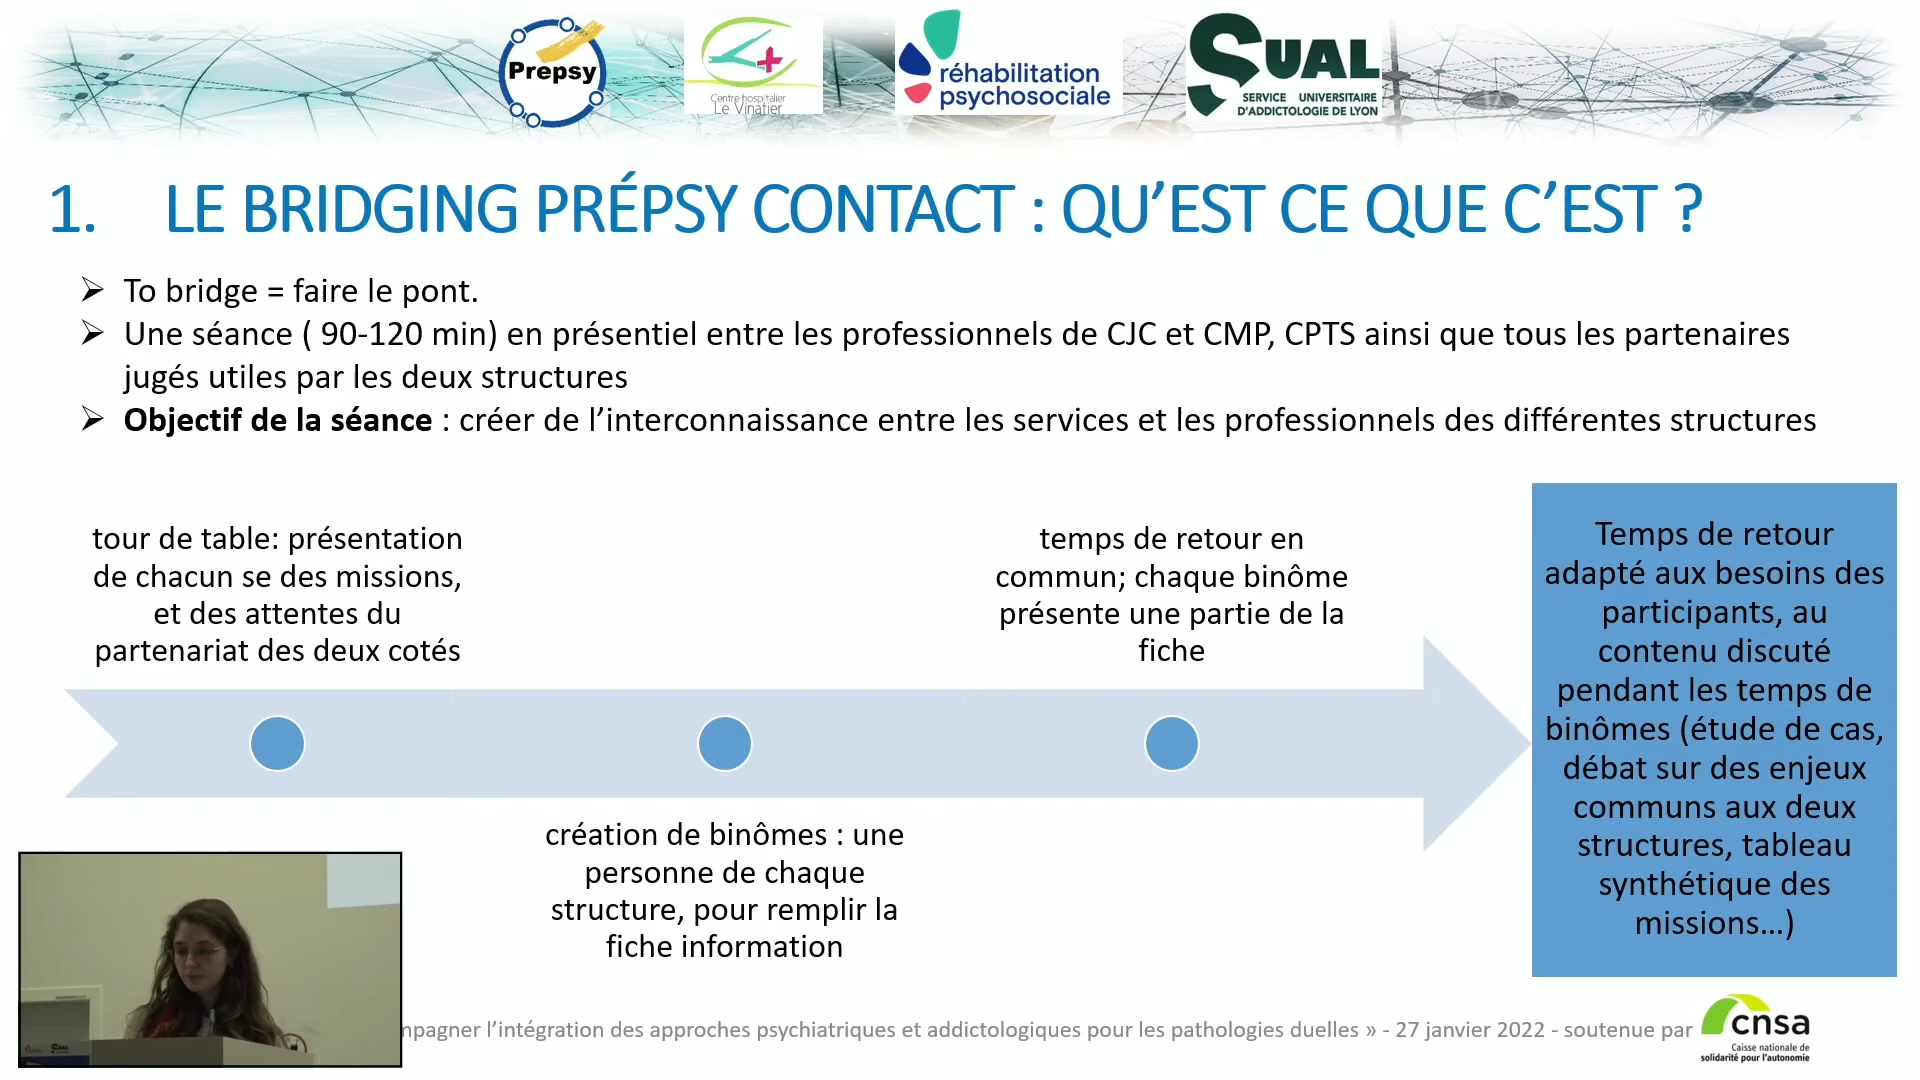 Prepsy
Centre hospitalier
Le Vinatier
réhabilitation
psychosociale
SUAL
SERVICE UNIVERSITAIRE
D'ADDICTOLOGIE DE LYON
1. LE BRIDGING PRÉPSY CONTACT : QU’EST CE QUE C’EST ?
➢ To bridge = faire le pont.
➢ Une séance ( 90-120 min) en présentiel entre les professionnels de CJC et CMP, CPTS ainsi que tous les partenaires
jugés utiles par les deux structures
➢ Objectif de la séance : créer de l’interconnaissance entre les services et les professionnels des différentes structures
tour de table: présentation
de chacun se des missions,
et des attentes du
partenariat des deux cotés
création de binômes : une
personne de chaque
structure, pour remplir la
fiche information
temps de retour en
commun; chaque binôme
présente une partie de la
fiche
Temps de retour
adapté aux besoins des
participants, au
contenu discuté
pendant les temps de
binômes (étude de cas,
débat sur des enjeux
communs aux deux
structures, tableau
synthétique des
missions…)
mpagner l’intégration des approches psychiatriques et addictologiques pour les pathologies duelles » - 27 janvier 2022 - soutenue par
cnsa
Caisse nationale de
solidarité pour l'autonomie